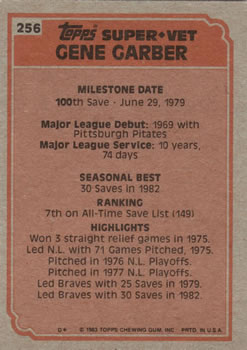 256
Topps SUPER•VET
GENE GARBER
MILESTONE DATE
100th Save - June 29, 1979
Major League Debut: 1969 with
Pittsburgh Pitates
Major League Service: 10 years,
74 days
SEASONAL BEST
30 Saves in 1982.
RANKING
7th on All-Time Save List (149)
HIGHLIGHTS
Won 3 straight relief games in 1975.
Led N.L. with 71 Games Pitched, 1975.
Pitched in 1976 N.L. Playoffs.
Pitched in 1977 N.L. Playoffs.
Led Braves with 25 Saves in 1979.
Led Braves with 30 Saves in 1982.
D* © 1983 TOPPS CHEWING GUM, INC. PRTD. IN U.S.A.